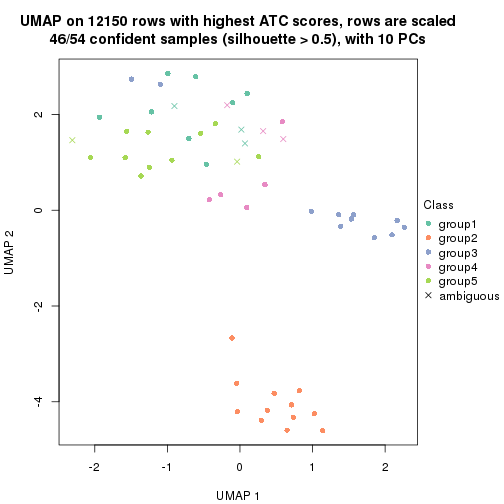 UMAP on 12150 rows with highest ATC scores, rows are scaled
46/54 confident samples (silhouette > 0.5), with 10 PCs
2
0
-2
-4
UMAP 2
-2
-1
0
1
2
UMAP 1
Class
group1
group2
group3
group4
group5
ambiguous